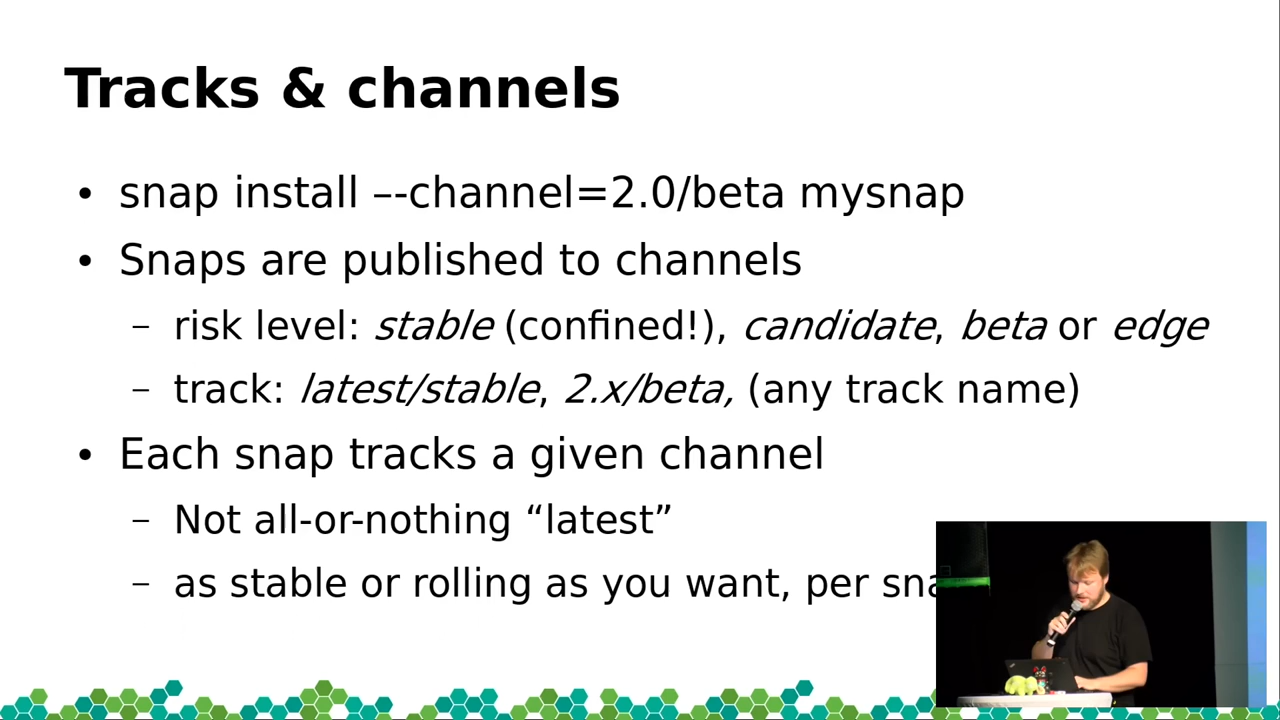 Tracks & channels
• snap install –-channel=2.0/beta mysnap
• Snaps are published to channels
– risk level: stable (confined!), candidate, beta or edge
– track: latest/stable, 2.x/beta, (any track name)
• Each snap tracks a given channel
– Not all-or-nothing “latest”
– as stable or rolling as you want, per